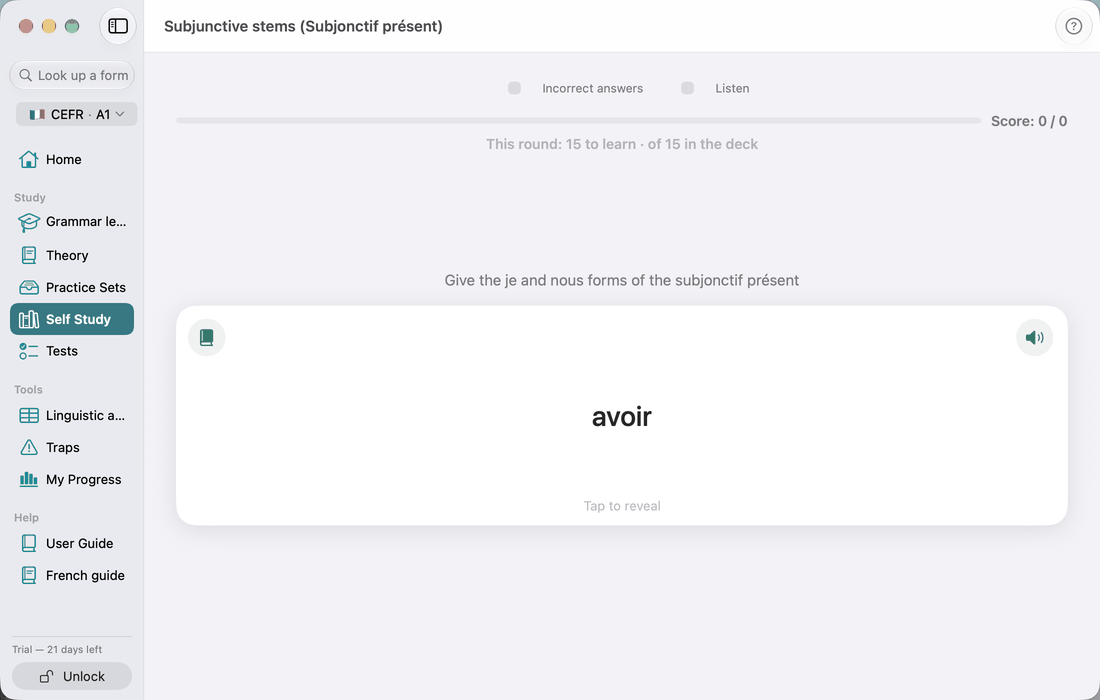 Subjunctive stems (Subjonctif présent)
?
Look up a form
CEFR · A1
Home
Study
Grammar le...
Theory
Practice Sets
Self Study
Tests
Tools
Linguistic a...
Traps
My Progress
Help
User Guide
French guide
Trial — 21 days left
Unlock
Incorrect answers
Listen
Score: 0 / 0
This round: 15 to learn · of 15 in the deck
Give the je and nous forms of the subjonctif présent
avoir
Tap to reveal